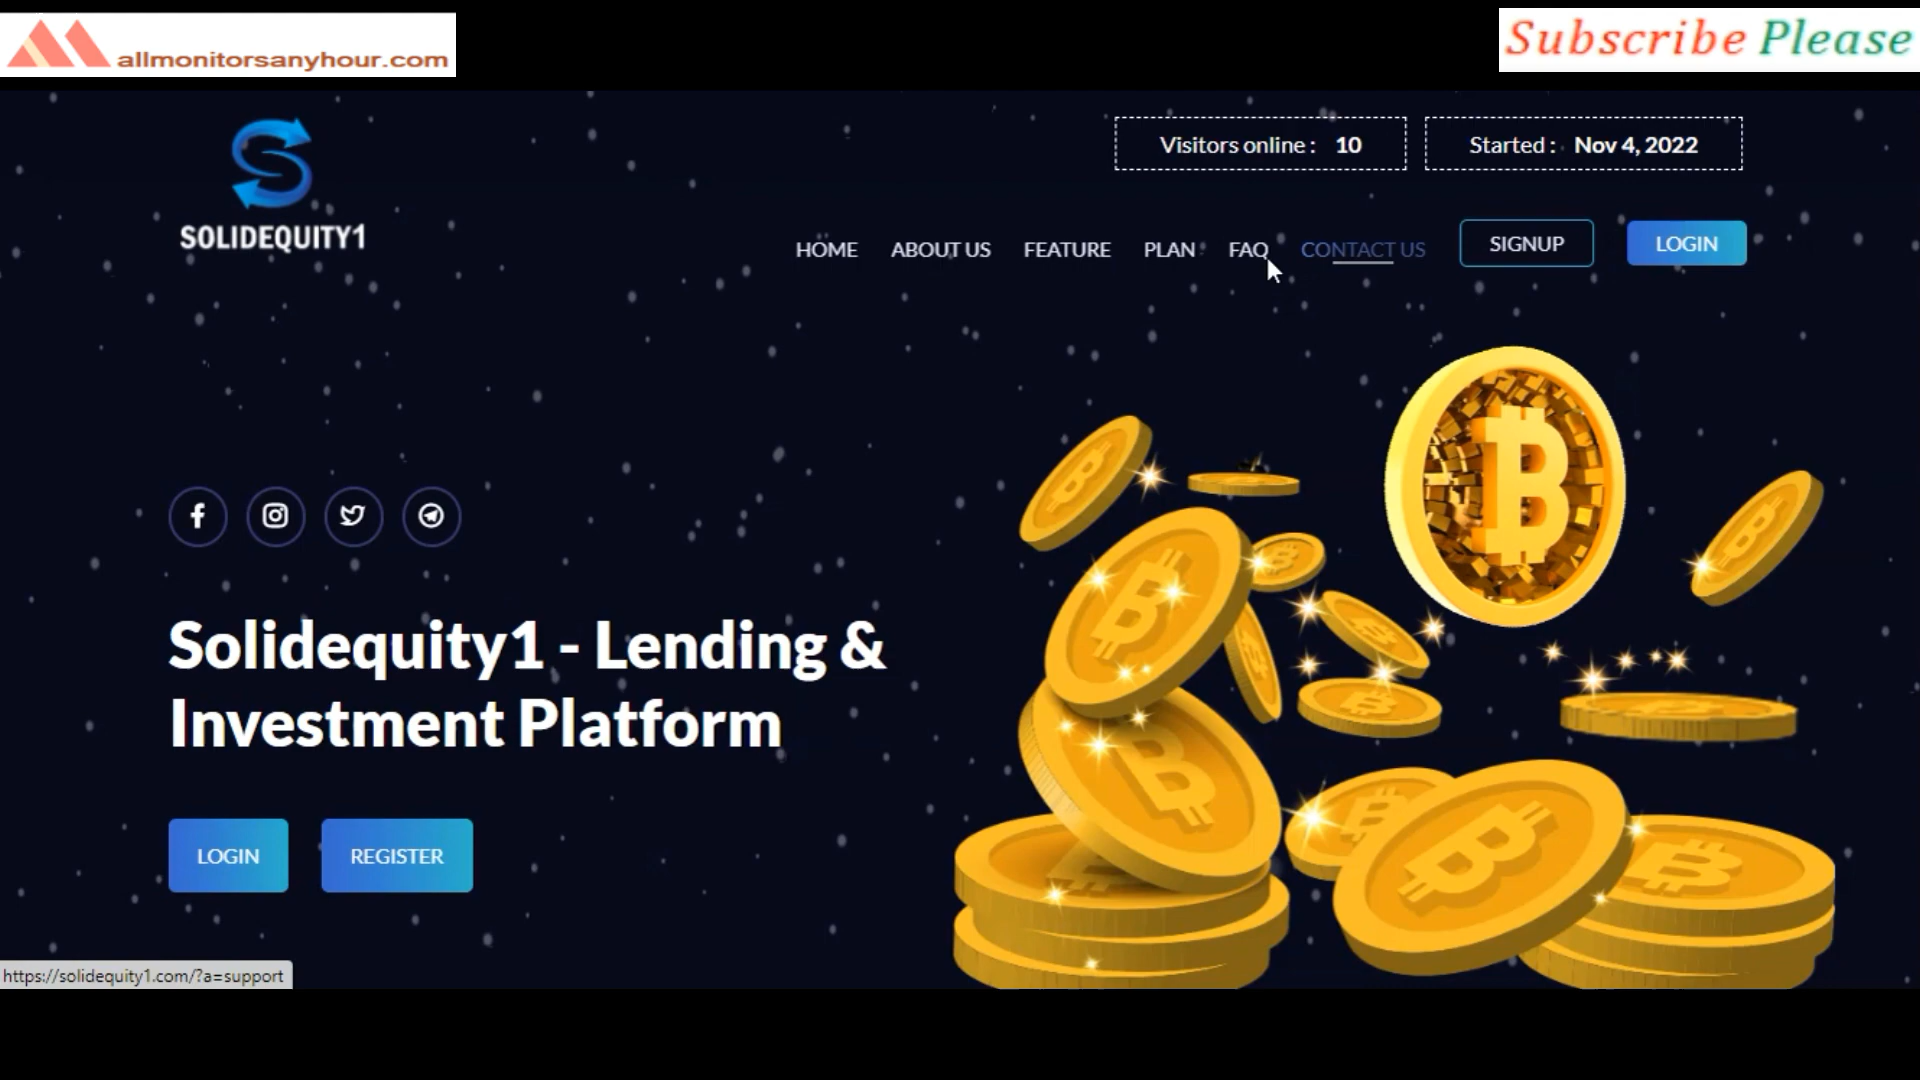 allmonitorsanyhour.com
Subscribe Please
Visitors online : 10
Started : Nov 4, 2022
SOLIDEQUITY1
HOME ABOUT US FEATURE PLAN FAQ CONTACT US SIGNUP LOGIN
Solidequity1 - Lending &
Investment Platform
LOGIN REGISTER
https://solidequity1.com/?a=support